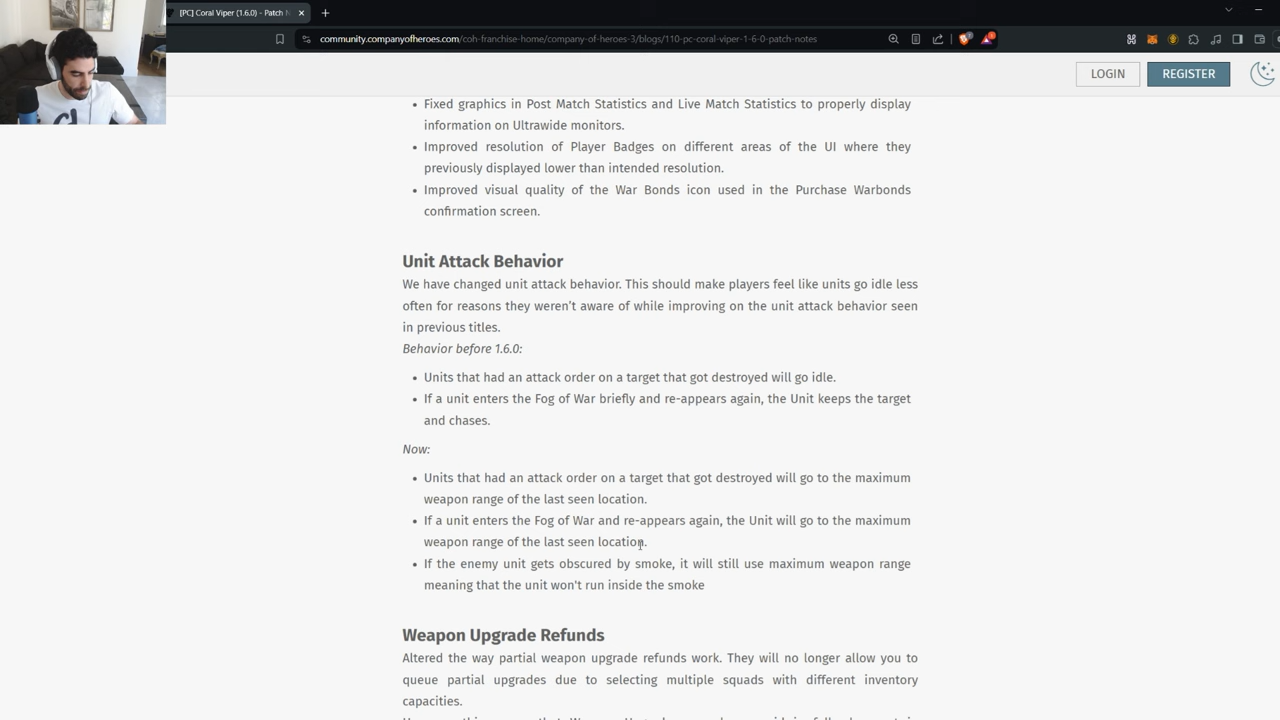 [PC] Coral Viper (1.6.0) - Patch N
community.companyofheroes.com/coh-franchise-home/company-of-heroes-3/blogs/110-pc-coral-viper-1-6-0-patch-notes
LOGIN
REGISTER
• Fixed graphics in Post Match Statistics and Live Match Statistics to properly display
information on Ultrawide monitors.
• Improved resolution of Player Badges on different areas of the UI where they
previously displayed lower than intended resolution.
• Improved visual quality of the War Bonds icon used in the Purchase Warbonds
confirmation screen.
Unit Attack Behavior
We have changed unit attack behavior. This should make players feel like units go idle less
often for reasons they weren't aware of while improving on the unit attack behavior seen
in previous titles.
Behavior before 1.6.0:
• Units that had an attack order on a target that got destroyed will go idle.
• If a unit enters the Fog of War briefly and re-appears again, the Unit keeps the target
and chases.
Now:
• Units that had an attack order on a target that got destroyed will go to the maximum
weapon range of the last seen location.
• If a unit enters the Fog of War and re-appears again, the Unit will go to the maximum
weapon range of the last seen location.
• If the enemy unit gets obscured by smoke, it will still use maximum weapon range
meaning that the unit won't run inside the smoke
Weapon Upgrade Refunds
Altered the way partial weapon upgrade refunds work. They will no longer allow you to
queue partial upgrades due to selecting multiple squads with different inventory
capacities.